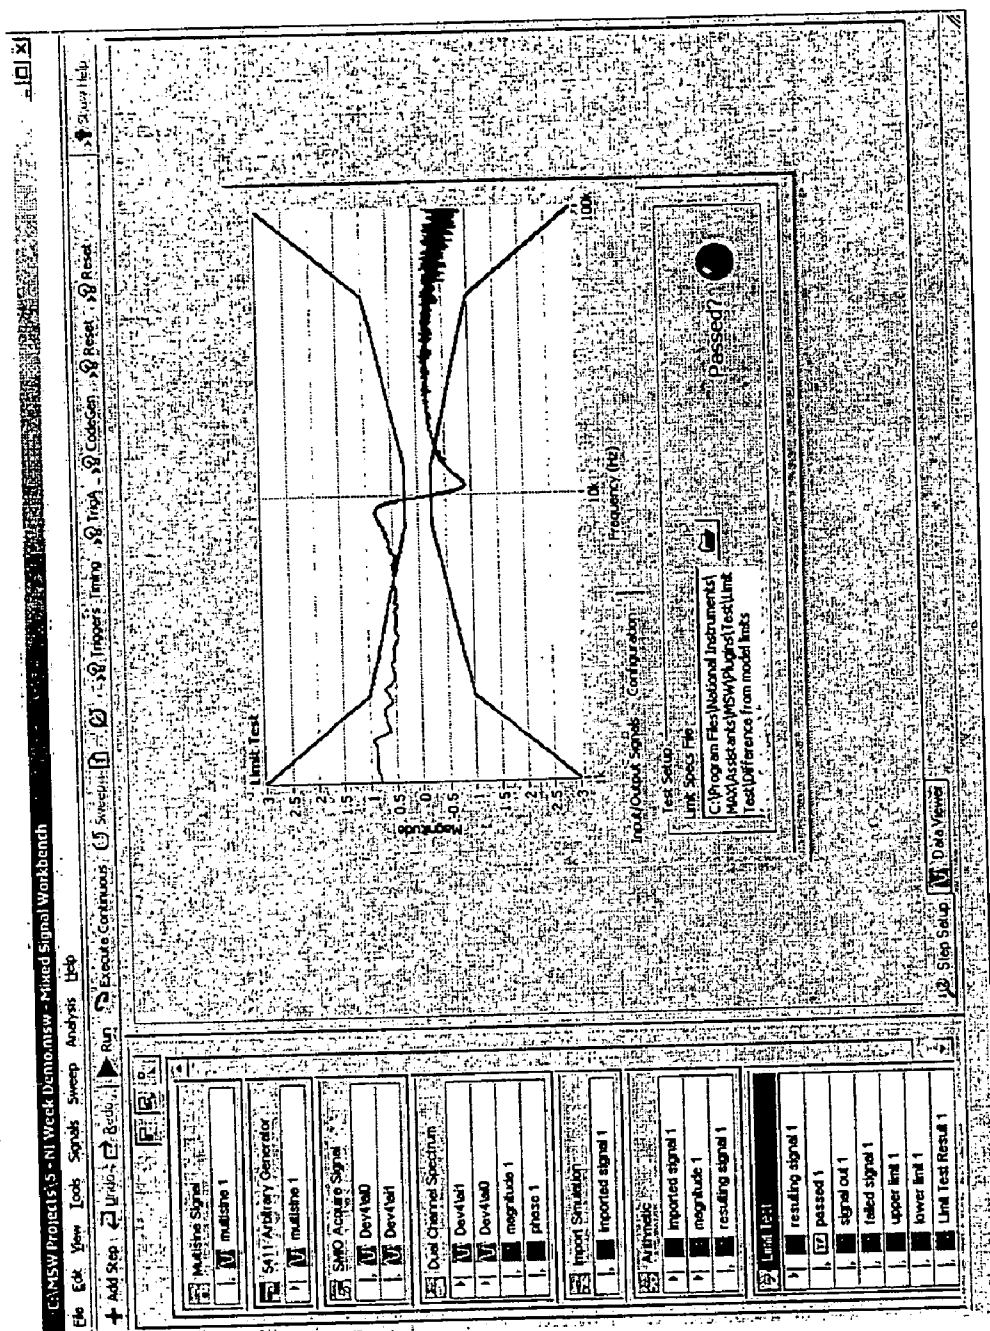 C:\MSW Projects\5 - NI Week Demo.msw - Mixed Signal Workbench
File Edit View Tools Signals Sweep Analysis Help
Add Step Undo Redo Run Execute Continuous Sweep Triggers Timing TrigA CodeGen Reset Reset Show Help
Multisine Signal
multisine 1
5411 Arbitrary Generator
multisine 1
SMIO Acquire Signal
Dev4\ai0
Dev4\ai1
Dual Channel Spectrum
Dev4\ai1
Dev4\ai0
magnitude 1
phase 1
Import Simulation
imported signal 1
Arithmetic
imported signal 1
magnitude 1
resulting signal 1
Limit Test
resulting signal 1
passed 1
signal out 1
failed signal 1
upper limit 1
lower limit 1
Limit Test Result 1
Limit Test
Magnitude
3
2.5
2
1.5
1
0.5
0
-0.5
-1
-1.5
-2
-2.5
-3
1k
10k
100k
Frequency (Hz)
Input/Output Signals
Configuration
Test Setup
Limit Specs File
C:\Program Files\National Instruments\
MAX\Assistants\MSW\Plugins\Test\Limit
Test\Difference from model limits
Passed?
Step Setup
Data Viewer